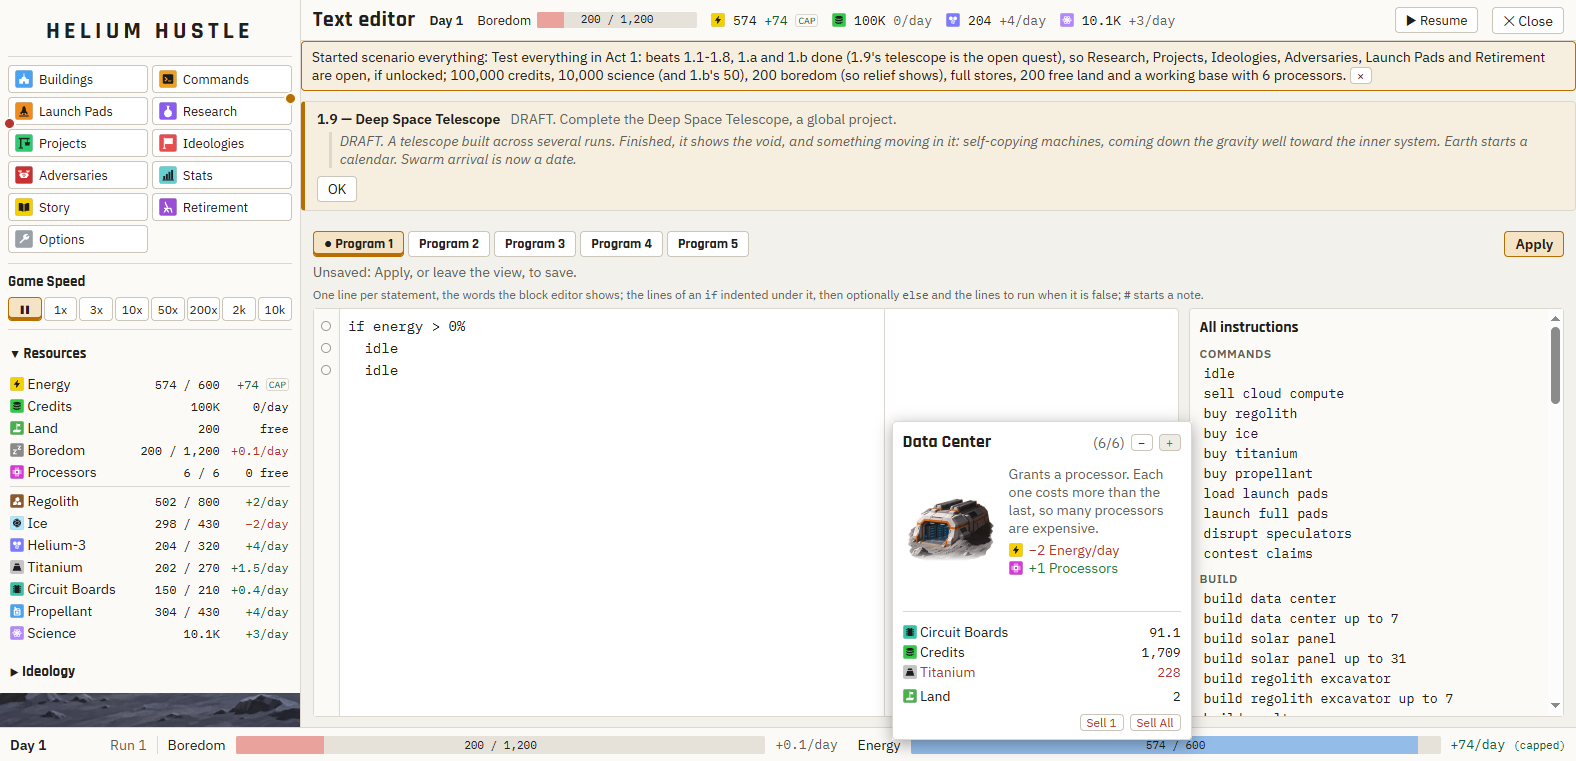 HELIUM HUSTLE
Buildings
Commands
Launch Pads
Research
Projects
Ideologies
Adversaries
Stats
Story
Retirement
Options
Game Speed
1x 3x 10x 50x 200x 2k 10k
▼ Resources
Energy 574 / 600 +74 CAP
Credits 100K 0/day
Land 200 free
Boredom 200 / 1,200 +0.1/day
Processors 6 / 6 0 free
Regolith 502 / 800 +2/day
Ice 298 / 430 −2/day
Helium-3 204 / 320 +4/day
Titanium 202 / 270 +1.5/day
Circuit Boards 150 / 210 +0.4/day
Propellant 304 / 430 +4/day
Science 10.1K +3/day
▶ Ideology
Text editor Day 1 Boredom 200 / 1,200 574 +74 CAP 100K 0/day 204 +4/day 10.1K +3/day ▶ Resume ✕ Close
Started scenario everything: Test everything in Act 1: beats 1.1-1.8, 1.a and 1.b done (1.9's telescope is the open quest), so Research, Projects, Ideologies, Adversaries, Launch Pads and Retirement
are open, if unlocked; 100,000 credits, 10,000 science (and 1.b's 50), 200 boredom (so relief shows), full stores, 200 free land and a working base with 6 processors. ×
1.9 — Deep Space Telescope DRAFT. Complete the Deep Space Telescope, a global project.
DRAFT. A telescope built across several runs. Finished, it shows the void, and something moving in it: self-copying machines, coming down the gravity well toward the inner system. Earth starts a
calendar. Swarm arrival is now a date.
OK
● Program 1 Program 2 Program 3 Program 4 Program 5 Apply
Unsaved: Apply, or leave the view, to save.
One line per statement, the words the block editor shows; the lines of an if indented under it, then optionally else and the lines to run when it is false; # starts a note.
if energy > 0%
idle
idle
Data Center (6/6) − +
Grants a processor. Each
one costs more than the
last, so many processors
are expensive.
−2 Energy/day
+1 Processors
Circuit Boards 91.1
Credits 1,709
Titanium 228
Land 2
Sell 1 Sell All
All instructions
COMMANDS
idle
sell cloud compute
buy regolith
buy ice
buy titanium
buy propellant
load launch pads
launch full pads
disrupt speculators
contest claims
BUILD
build data center
build data center up to 7
build solar panel
build solar panel up to 31
build regolith excavator
build regolith excavator up to 7
Day 1 Run 1 Boredom 200 / 1,200 +0.1/day Energy 574 / 600 +74/day (capped)